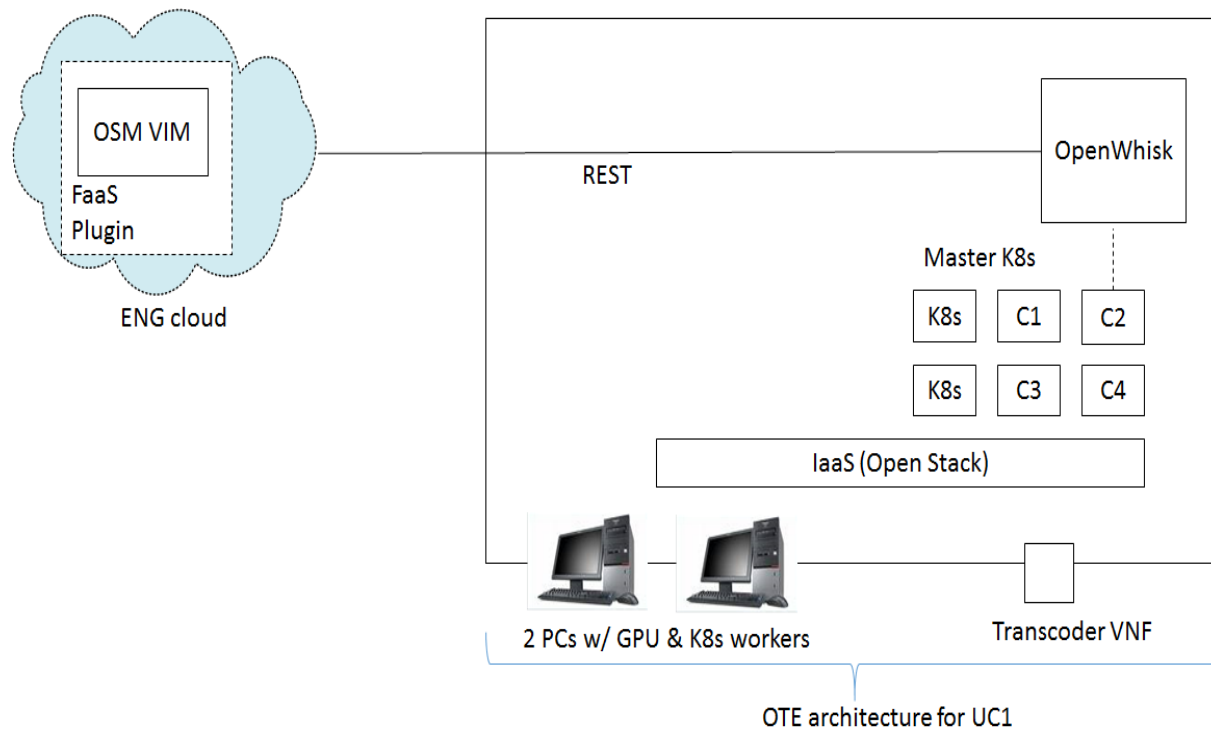 OSM VIM
FaaS
Plugin
ENG cloud
REST
OpenWhisk
Master K8s
K8s
C1
C2
K8s
C3
C4
IaaS (Open Stack)
2 PCs w/ GPU & K8s workers
Transcoder VNF
OTE architecture for UC1